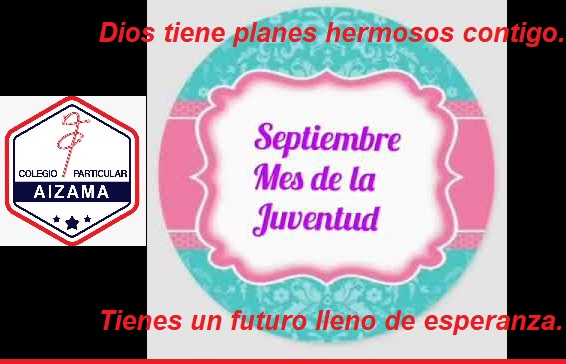 Dios tiene planes hermosos contigo.
COLEGIO PARTICULAR
AIZAMA
Septiembre
Mes de la
Juventud
Tienes un futuro lleno de esperanza.